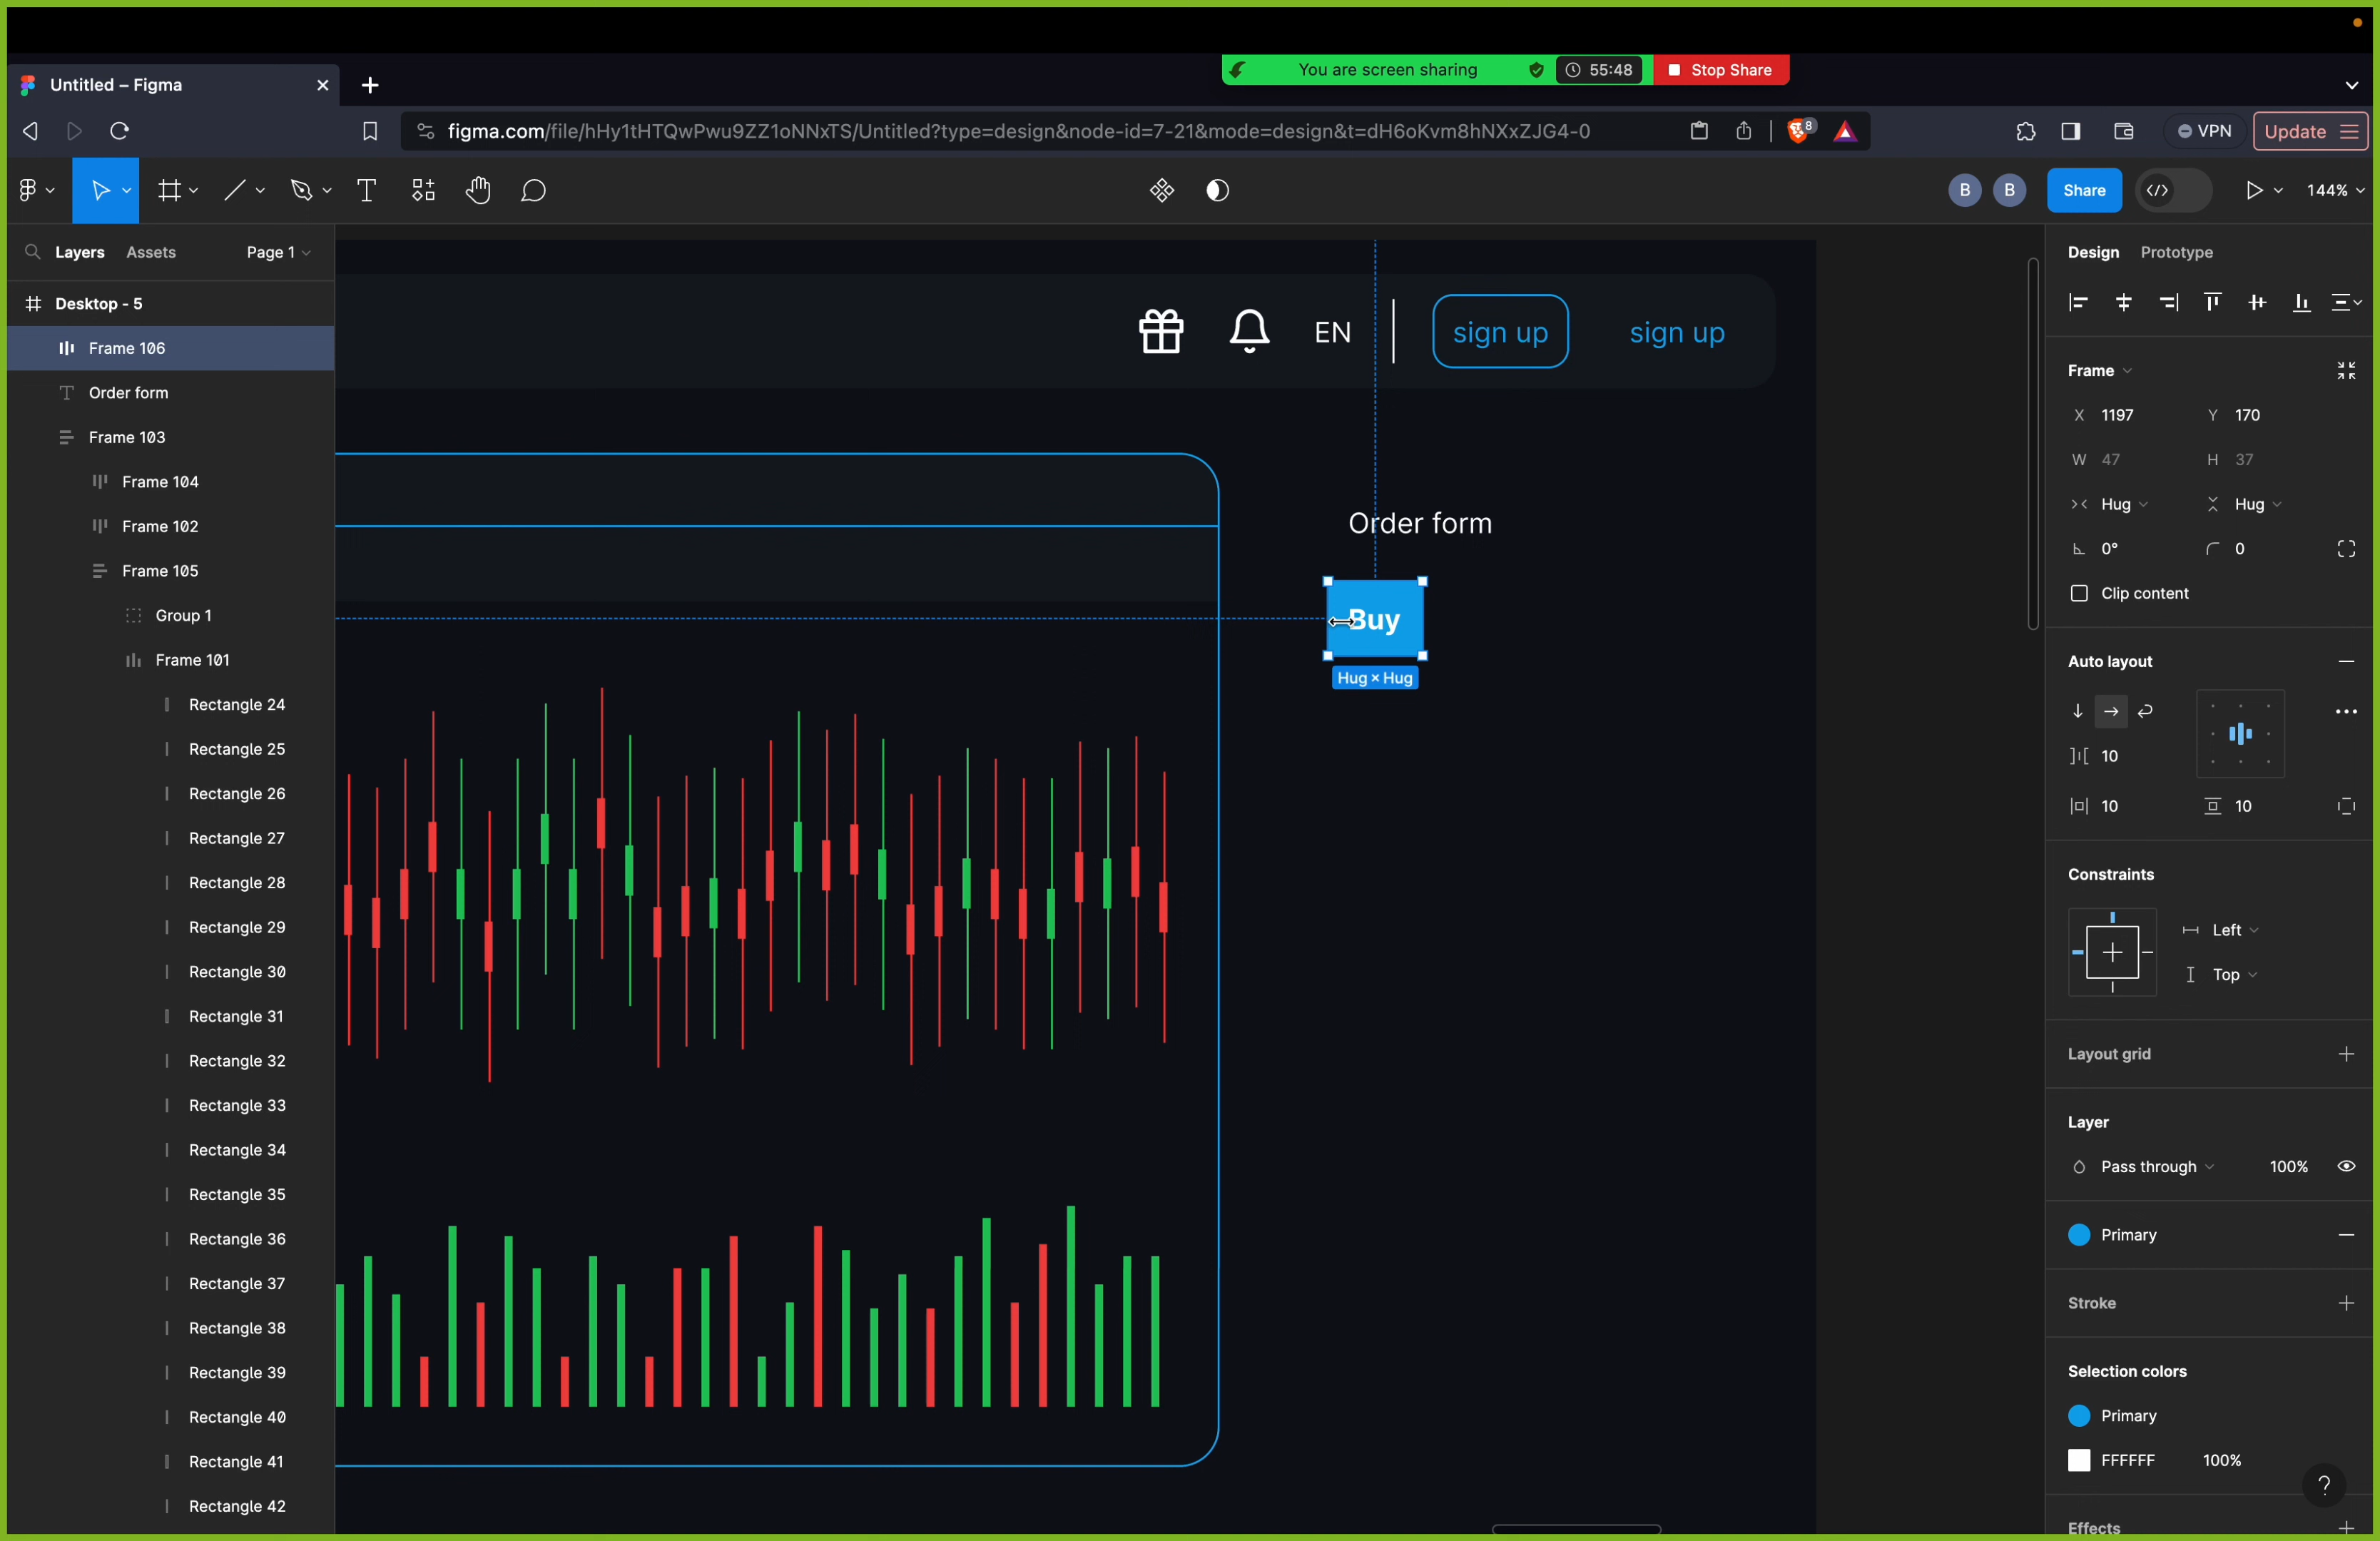 You are screen sharing 55:48 Stop Share
Untitled – Figma
figma.com/file/hHy1tHTQwPwu9ZZ1oNNxTS/Untitled?type=design&node-id=7-21&mode=design&t=dH6oKvm8hNXxZJG4-0
8
VPN
Update
B B Share 144%
Layers Assets Page 1
Desktop - 5
Frame 106
Order form
Frame 103
Frame 104
Frame 102
Frame 105
Group 1
Frame 101
Rectangle 24
Rectangle 25
Rectangle 26
Rectangle 27
Rectangle 28
Rectangle 29
Rectangle 30
Rectangle 31
Rectangle 32
Rectangle 33
Rectangle 34
Rectangle 35
Rectangle 36
Rectangle 37
Rectangle 38
Rectangle 39
Rectangle 40
Rectangle 41
Rectangle 42
EN sign up sign up
Order form
Buy
Hug × Hug
Design Prototype
Frame
X 1197 Y 170
W 47 H 37
Hug Hug
0° 0
Clip content
Auto layout
10
10 10
Constraints
Left
Top
Layout grid
Layer
Pass through 100%
Primary
Stroke
Selection colors
Primary
FFFFFF 100%
?
Effects